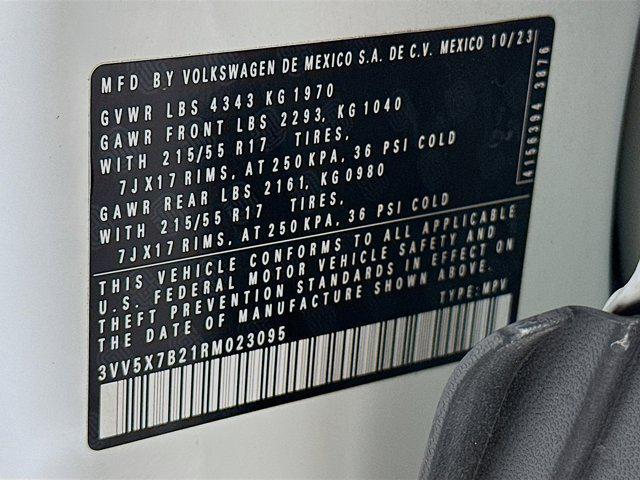 MFD BY VOLKSWAGEN DE MEXICO S.A. DE C.V. MEXICO 10/23
GVWR LBS 4343 KG 1970
GAWR FRONT LBS 2293, KG 1040
WITH 215/55 R17 TIRES,
7JX17 RIMS, AT 250 KPA, 36 PSI COLD
GAWR REAR LBS 2161, KG0980
WITH 215/55 R17 TIRES,
7JX17 RIMS, AT 250 KPA, 36 PSI COLD
4156394 3876
THIS VEHICLE CONFORMS TO ALL APPLICABLE
U.S. FEDERAL MOTOR VEHICLE SAFETY AND
THEFT PREVENTION STANDARDS IN EFFECT ON
THE DATE OF MANUFACTURE SHOWN ABOVE.
3VV5X7B21RM023095 TYPE: MPV